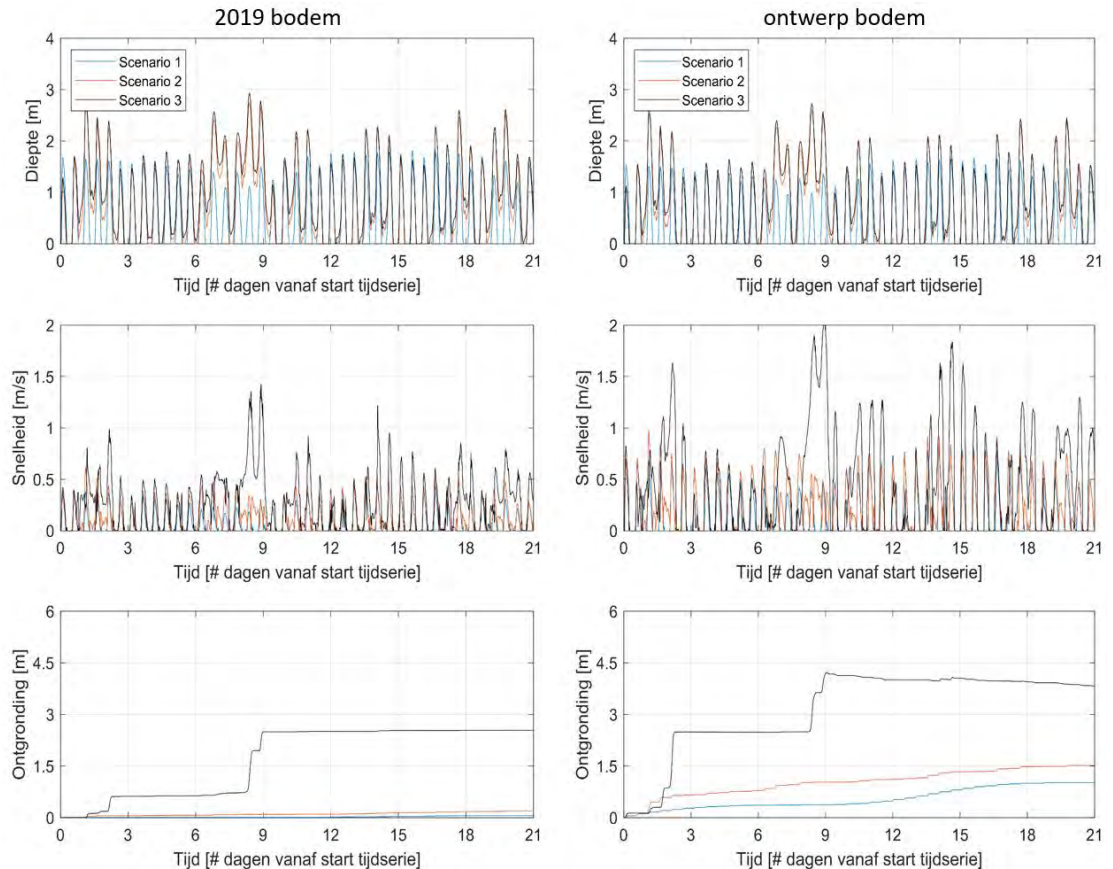 2019 bodem
Diepte [m]
4
3
2
1
0
Scenario 1
Scenario 2
Scenario 3
0 3 6 9 12 15 18 21
Tijd [# dagen vanaf start tijdserie]
ontwerp bodem
Diepte [m]
4
3
2
1
0
Scenario 1
Scenario 2
Scenario 3
0 3 6 9 12 15 18 21
Tijd [# dagen vanaf start tijdserie]
Snelheid [m/s]
2
1.5
1
0.5
0
0 3 6 9 12 15 18 21
Tijd [# dagen vanaf start tijdserie]
Snelheid [m/s]
2
1.5
1
0.5
0
0 3 6 9 12 15 18 21
Tijd [# dagen vanaf start tijdserie]
Ontgronding [m]
6
4.5
3
1.5
0
0 3 6 9 12 15 18 21
Tijd [# dagen vanaf start tijdserie]
Ontgronding [m]
6
4.5
3
1.5
0
0 3 6 9 12 15 18 21
Tijd [# dagen vanaf start tijdserie]